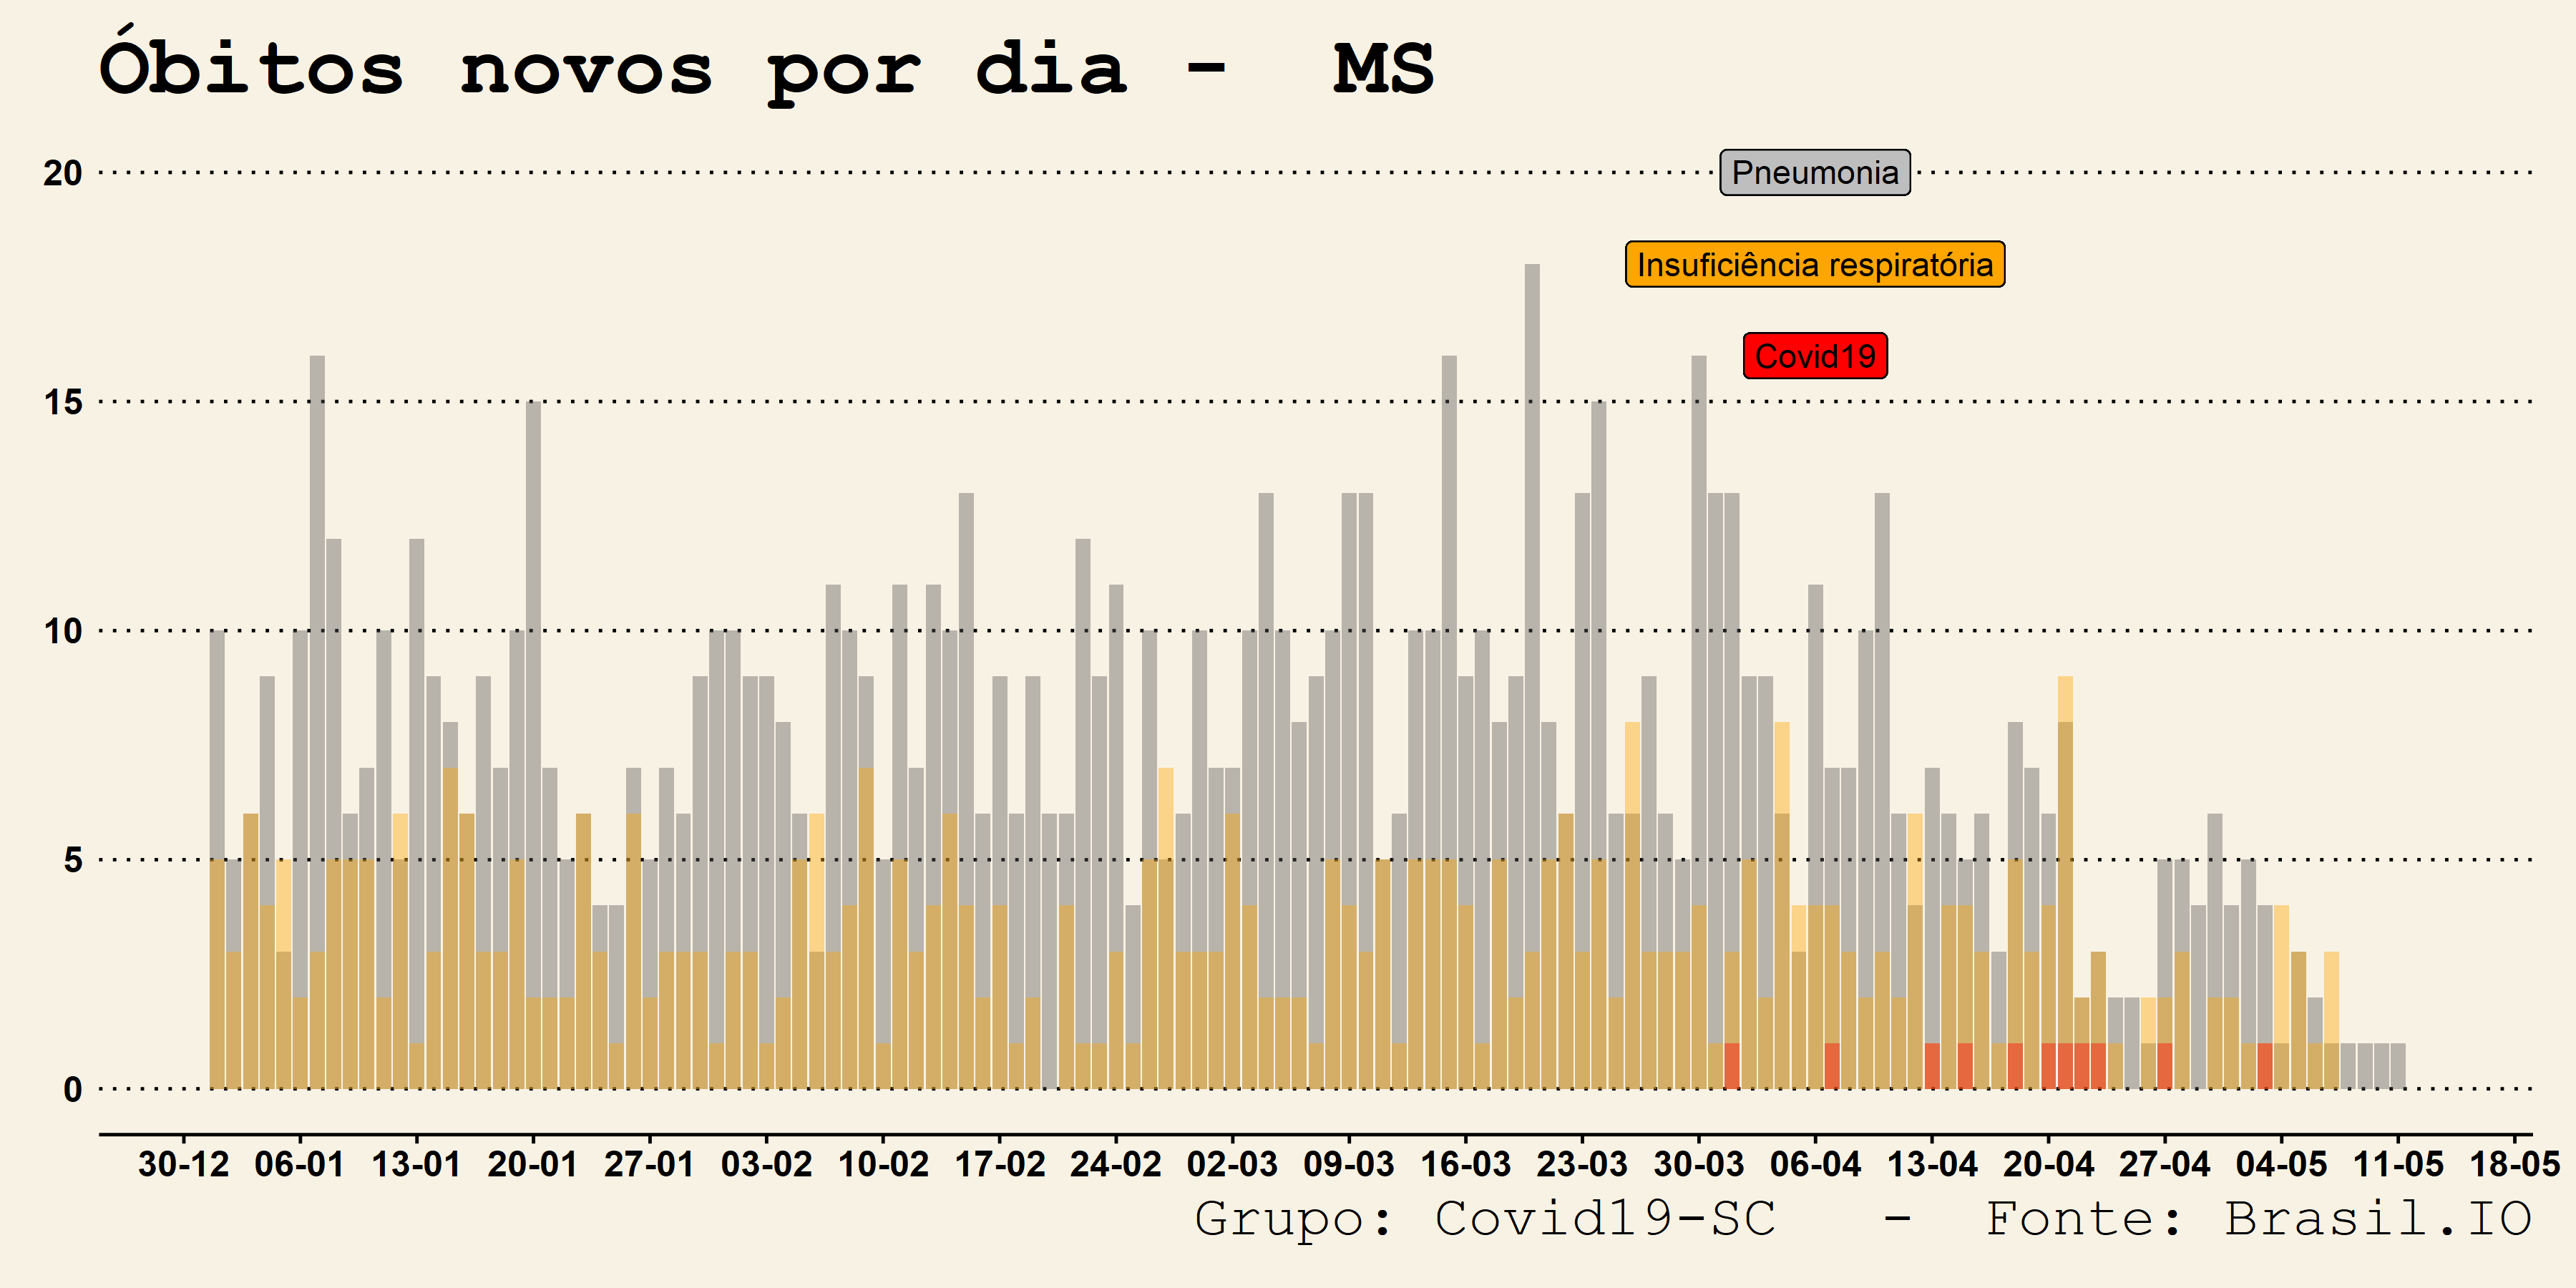 Óbitos novos por dia - MS
20
Pneumonia
Insuficiência respiratória
Covid19
15
10
5
0
30-12 06-01 13-01 20-01 27-01 03-02 10-02 17-02 24-02 02-03 09-03 16-03 23-03 30-03 06-04 13-04 20-04 27-04 04-05 11-05 18-05
Grupo: Covid19-SC - Fonte: Brasil.IO